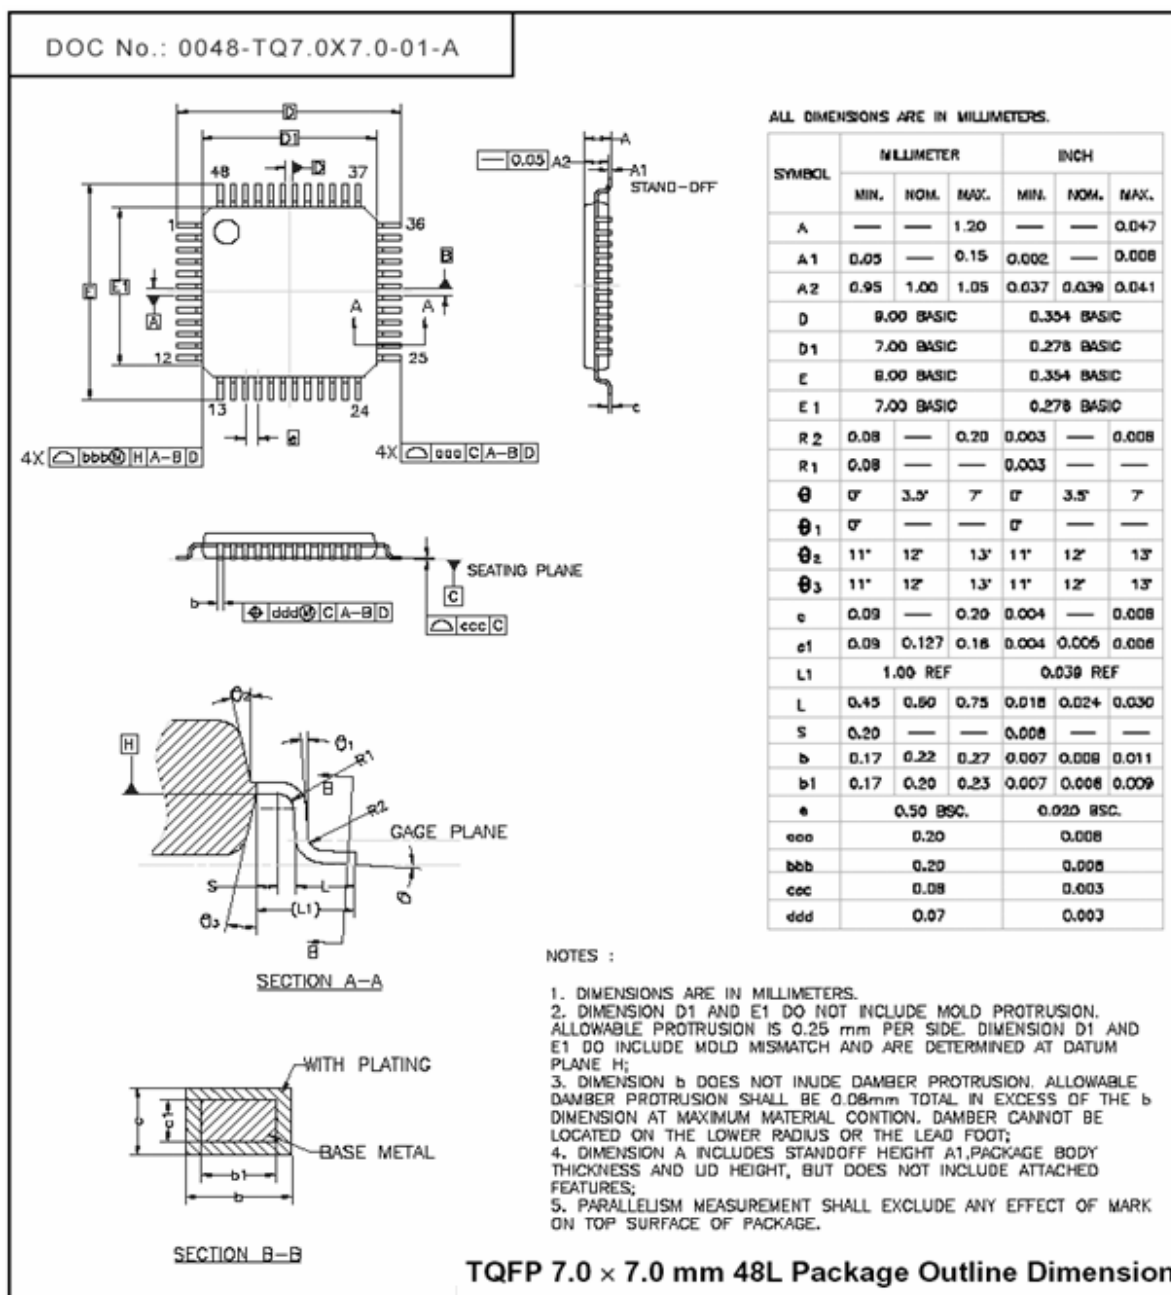 DOC No.: 0048-TQ7.0X7.0-01-A
D
D1
D
48 37
1 36
E E1
A
B
A A
12 25
13 24
e
4X bbbⓂ H A-B D
4X aaa C A-B D
A
0.05 A2
A1
STAND-OFF
c
SEATING PLANE
C
b
dddⓂ C A-B D
ccc C
θ2
H
θ1
R1
B
R2
GAGE PLANE
S L
(L1)
θ
θ3
B
SECTION A-A
WITH PLATING
c
c1
BASE METAL
b1
b
SECTION B-B
ALL DIMENSIONS ARE IN MILLIMETERS.
SYMBOL MILLIMETER INCH
MIN. NOM. MAX. MIN. NOM. MAX.
A — — 1.20 — — 0.047
A1 0.05 — 0.15 0.002 — 0.006
A2 0.95 1.00 1.05 0.037 0.039 0.041
D 9.00 BASIC 0.354 BASIC
D1 7.00 BASIC 0.276 BASIC
E 9.00 BASIC 0.354 BASIC
E1 7.00 BASIC 0.276 BASIC
R2 0.08 — 0.20 0.003 — 0.008
R1 0.08 — — 0.003 — —
θ 0° 3.5° 7° 0° 3.5° 7°
θ1 0° — — 0° — —
θ2 11° 12° 13° 11° 12° 13°
θ3 11° 12° 13° 11° 12° 13°
c 0.09 — 0.20 0.004 — 0.008
c1 0.09 0.127 0.16 0.004 0.005 0.006
L1 1.00 REF 0.039 REF
L 0.45 0.60 0.75 0.018 0.024 0.030
S 0.20 — — 0.008 — —
b 0.17 0.22 0.27 0.007 0.009 0.011
b1 0.17 0.20 0.23 0.007 0.008 0.009
e 0.50 BSC. 0.020 BSC.
aaa 0.20 0.008
bbb 0.20 0.008
ccc 0.08 0.003
ddd 0.07 0.003
NOTES :
1. DIMENSIONS ARE IN MILLIMETERS.
2. DIMENSION D1 AND E1 DO NOT INCLUDE MOLD PROTRUSION.
ALLOWABLE PROTRUSION IS 0.25 mm PER SIDE. DIMENSION D1 AND
E1 DO INCLUDE MOLD MISMATCH AND ARE DETERMINED AT DATUM
PLANE H;
3. DIMENSION b DOES NOT INUDE DAMBER PROTRUSION. ALLOWABLE
DAMBER PROTRUSION SHALL BE 0.08mm TOTAL IN EXCESS OF THE b
DIMENSION AT MAXIMUM MATERIAL CONTION. DAMBER CANNOT BE
LOCATED ON THE LOWER RADIUS OR THE LEAD FOOT;
4. DIMENSION A INCLUDES STANDOFF HEIGHT A1,PACKAGE BODY
THICKNESS AND LID HEIGHT, BUT DOES NOT INCLUDE ATTACHED
FEATURES;
5. PARALLELISM MEASUREMENT SHALL EXCLUDE ANY EFFECT OF MARK
ON TOP SURFACE OF PACKAGE.
TQFP 7.0 × 7.0 mm 48L Package Outline Dimension